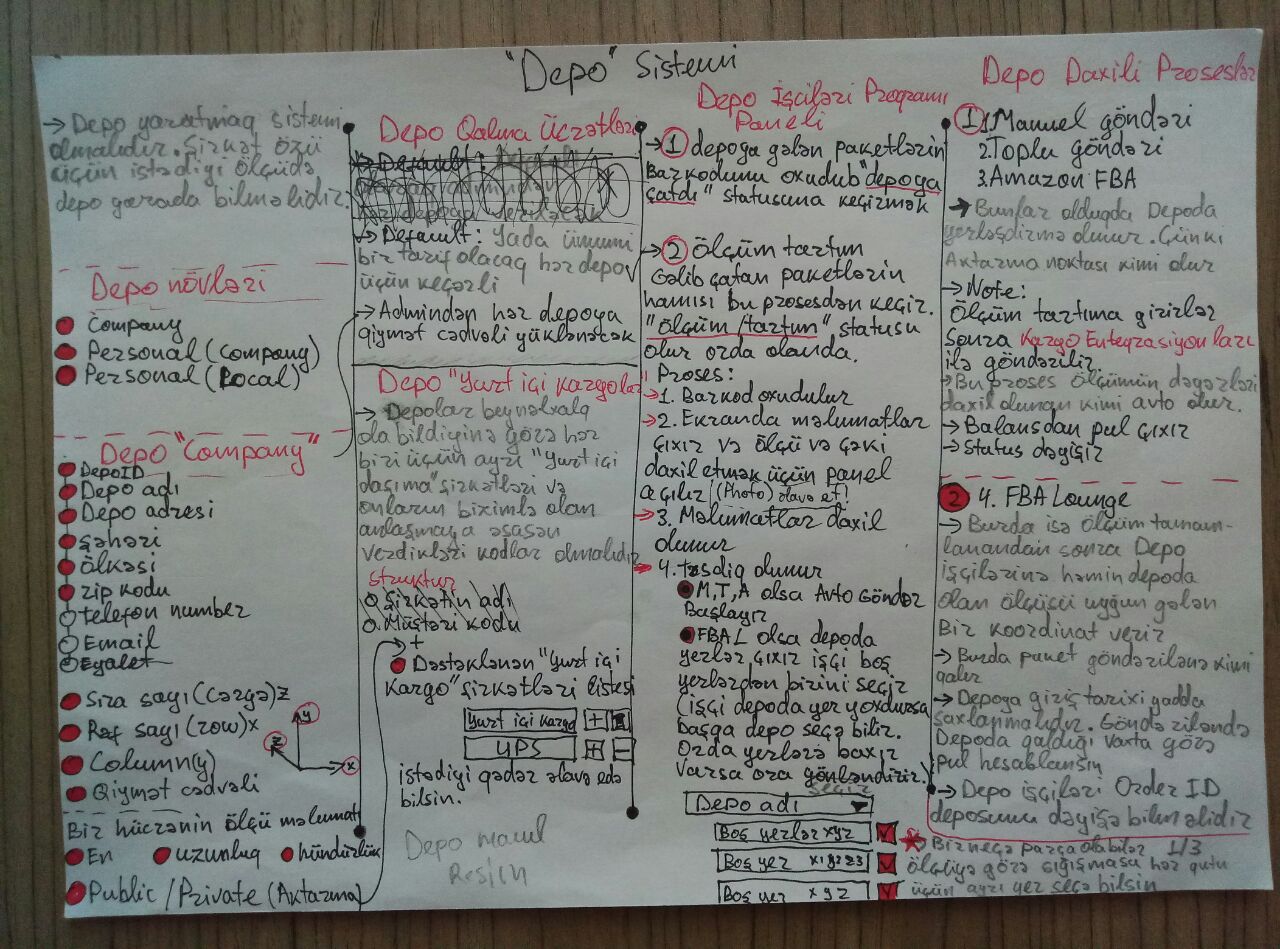 "Depo" Sistemi
→ Depo yaratmaq sistemi
olmalıdır. Şirkət özü
üçün istədiyi ölçüdə
depo yarada bilməlidir.
Depo növləri
Company
Personal (Company)
Personal (Local)
Depo "Company"
DepoID
Depo adı
Depo adresi
şəhəri
ölkəsi
zip kodu
telefon number
Email
Eyalet
Sıra sayı (cərgə) z
Rəf sayı (row) x
Column (y)
Qiymət cədvəli
y
z
x
Bir hücrənin ölçü məlumatı
En uzunluq hündürlük
Public / Private (Aktarma)
Depo Qalma Ücrətləri
→ Default:
→ Default: Yada ümumi
bir tarif olacaq hər depo
üçün keçərli
→ Admindən hər depoya
qiymət cədvəli yüklənəcək
Depo "Yurt içi kargolar"
→ Depolar beynəlxalq
ola bildiyinə görə hər
biri üçün ayrı "Yurt içi
daşıma" şirkətləri və
onların bizimlə olan
anlaşmaya əsasən
verdikləri kodlar olmalıdır
Struktur
Şirkətin adı
Müştəri kodu
→ +
Dəstəklənən "Yurt içi
kargo" şirkətləri listəsi
Yurt içi kargo +
UPS + −
istədiyi qədər əlavə edə
bilsin.
Depo
Depo İşçiləri Programı
Paneli
→ 1 depoya gələn paketlərin
Barkodunu oxudub "depoya
çatdı" statusuna keçirmək
→ 2 Ölçüm tartım
Gəlib çatan paketlərin
hamısı bu prosesdən keçir.
"ölçüm/tartım" statusu
olur orda olanda.
Proses:
→ 1. Barkod oxudulur
→ 2. Ekranda məlumatlar
çıxır və ölçü və çəki
daxil etmək üçün panel
açılır (Photo) əlavə et!
→ 3. Məlumatlar daxil
olunur
→ 4. təsdiq olunur
M,T,A olsa Avto Göndər
Başlayır
FBAL olsa depoda
yerlər çıxır işçi boş
yerlərdən birini seçir
(işçi depoda yer yoxdursa
başqa depo seçə bilir.
Orda yerlərə baxır
varsa ora yönləndirir.
seçir
Depo adı
Boş yerlər xyz
Boş yer x1y2z3
Boş yer xyz
Depo Daxili Proseslər
1 1. Manuel göndəri
2. Toplu göndəri
3. Amazon FBA
→ Bunlar olduqda Depoda
yerləşdirmə olunur. Çünki
Aktarma noktası kimi olur
→ Note:
Ölçüm tartıma girirlər
Sonra Kargo Enteqrasiyonları
ilə göndərilir
→ Bu proses ölçümün dəyərləri
daxil olunan kimi avto olur.
→ Balansdan pul çıxır
→ Status dəyişir
2 4. FBA Lounge
→ Burda isə ölçüm tamam-
lanandan sonra Depo
işçilərinə həmin depoda
olan ölçüsü uyğun gələn
Bir koordinat verir
→ Burda paket göndərilənə kimi
qalır
→ Depoya giriş tarixi yadda
saxlanmalıdır. Göndəriləndə
Depoda qaldığı vaxta görə
pul hesablansın
→ Depo işçiləri Order ID
deposunu dəyişə bilməlidir
→ Bir neçə parça ola bilər 1/3
ölçüyə görə sığışmasa hər qutu
üçün ayrı yer seçə bilsin